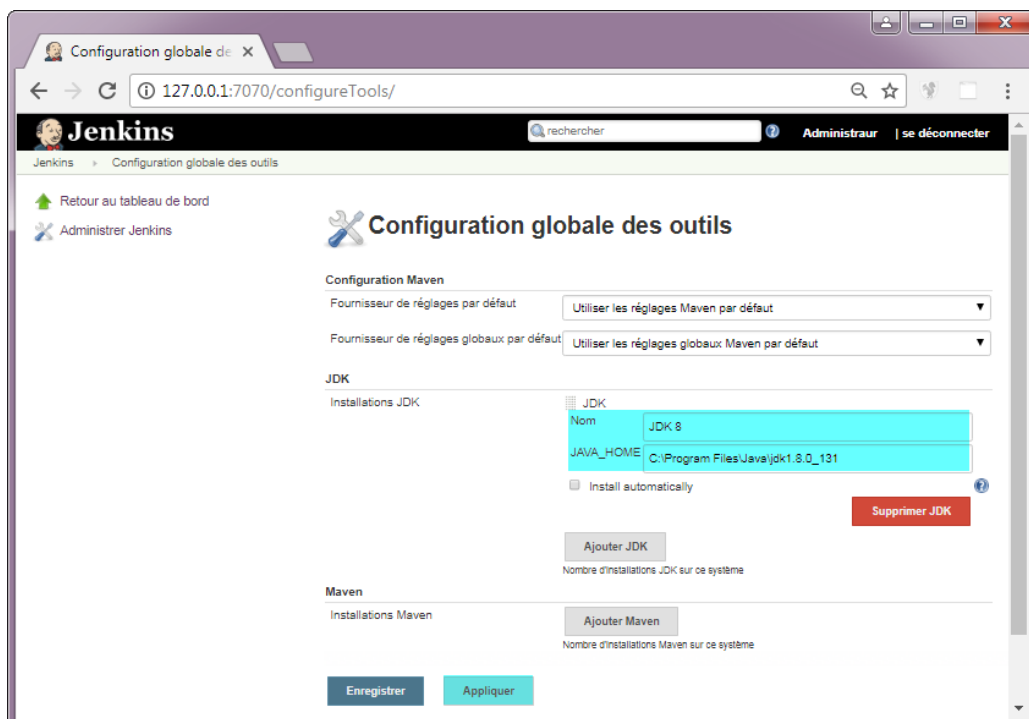 Configuration globale de
127.0.0.1:7070/configureTools/
Jenkins
rechercher
Administraur | se déconnecter
Jenkins Configuration globale des outils
Retour au tableau de bord
Administrer Jenkins
Configuration globale des outils
Configuration Maven
Fournisseur de réglages par défaut
Utiliser les réglages Maven par défaut
Fournisseur de réglages globaux par défaut
Utiliser les réglages globaux Maven par défaut
JDK
Installations JDK
JDK
Nom
JDK 8
JAVA_HOME
C:\Program Files\Java\jdk1.8.0_131
Install automatically
Supprimer JDK
Ajouter JDK
Nombre d'installations JDK sur ce système
Maven
Installations Maven
Ajouter Maven
Nombre d'installations Maven sur ce système
Enregistrer
Appliquer